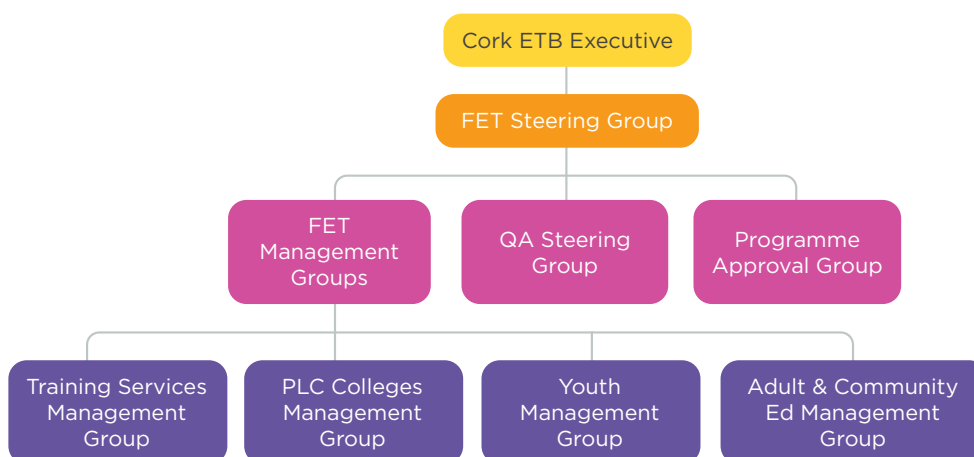 Cork ETB Executive
FET Steering Group
FET
Management
Groups
QA Steering
Group
Programme
Approval Group
Training Services
Management
Group
PLC Colleges
Management
Group
Youth
Management
Group
Adult & Community
Ed Management
Group